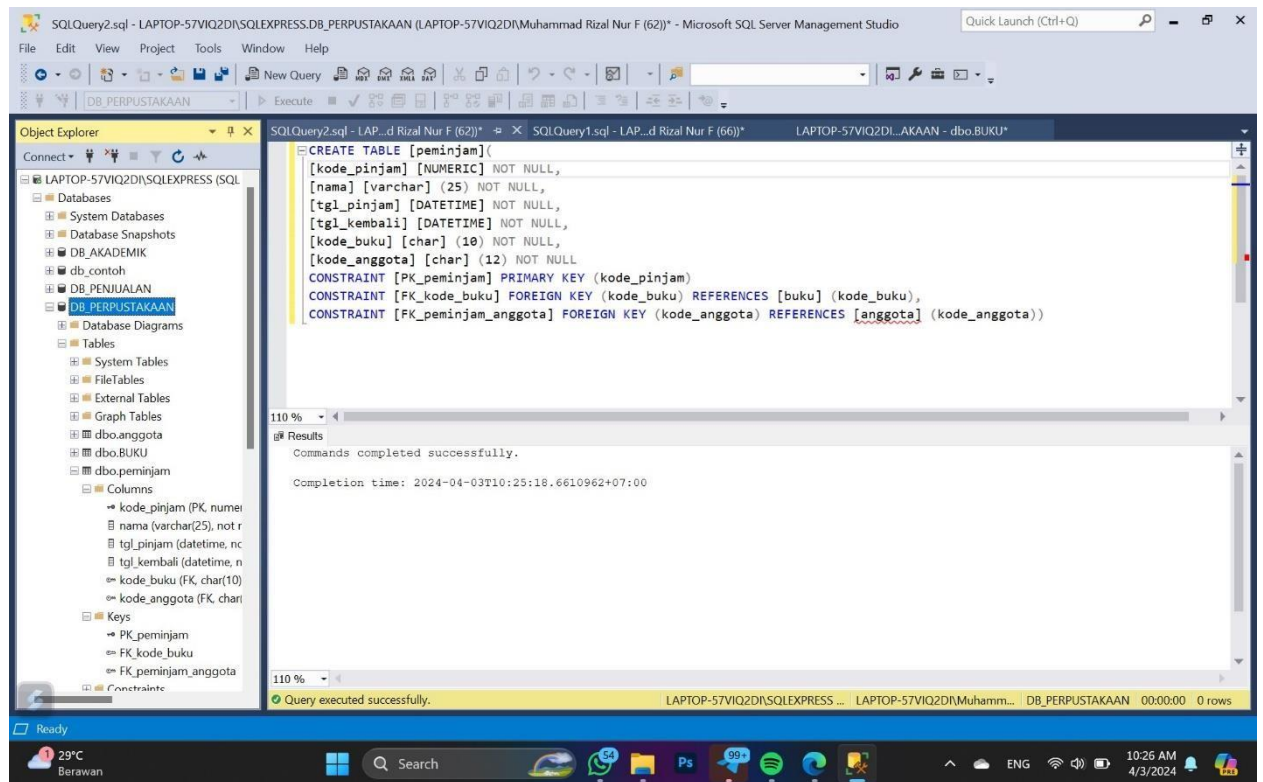 SQLQuery2.sql - LAPTOP-57VIQ2DI\SQLEXPRESS.DB_PERPUSTAKAAN (LAPTOP-57VIQ2DI\Muhammad Rizal Nur F (62))* - Microsoft SQL Server Management Studio
Quick Launch (Ctrl+Q)
File Edit View Project Tools Window Help
New Query
DB_PERPUSTAKAAN
Execute
Object Explorer
Connect
LAPTOP-57VIQ2DI\SQLEXPRESS (SQL
Databases
System Databases
Database Snapshots
DB_AKADEMIK
db_contoh
DB_PENJUALAN
DB_PERPUSTAKAAN
Database Diagrams
Tables
System Tables
FileTables
External Tables
Graph Tables
dbo.anggota
dbo.BUKU
dbo.peminjam
Columns
kode_pinjam (PK, numer
nama (varchar(25), not r
tgl_pinjam (datetime, nc
tgl_kembali (datetime, n
kode_buku (FK, char(10)
kode_anggota (FK, char(
Keys
PK_peminjam
FK_kode_buku
FK_peminjam_anggota
Constraints
SQLQuery2.sql - LAP...d Rizal Nur F (62))* SQLQuery1.sql - LAP...d Rizal Nur F (66))* LAPTOP-57VIQ2DI...AKAAN - dbo.BUKU*
CREATE TABLE [peminjam](
[kode_pinjam] [NUMERIC] NOT NULL,
[nama] [varchar] (25) NOT NULL,
[tgl_pinjam] [DATETIME] NOT NULL,
[tgl_kembali] [DATETIME] NOT NULL,
[kode_buku] [char] (10) NOT NULL,
[kode_anggota] [char] (12) NOT NULL
CONSTRAINT [PK_peminjam] PRIMARY KEY (kode_pinjam)
CONSTRAINT [FK_kode_buku] FOREIGN KEY (kode_buku) REFERENCES [buku] (kode_buku),
CONSTRAINT [FK_peminjam_anggota] FOREIGN KEY (kode_anggota) REFERENCES [anggota] (kode_anggota))
110 %
Results
Commands completed successfully.
Completion time: 2024-04-03T10:25:18.6610962+07:00
110 %
Query executed successfully. LAPTOP-57VIQ2DI\SQLEXPRESS ... LAPTOP-57VIQ2DI\Muhamm... DB_PERPUSTAKAAN 00:00:00 0 rows
Ready
1
29°C
Berawan
Search
54
Ps
99+
ENG
10:26 AM
4/3/2024
PRE